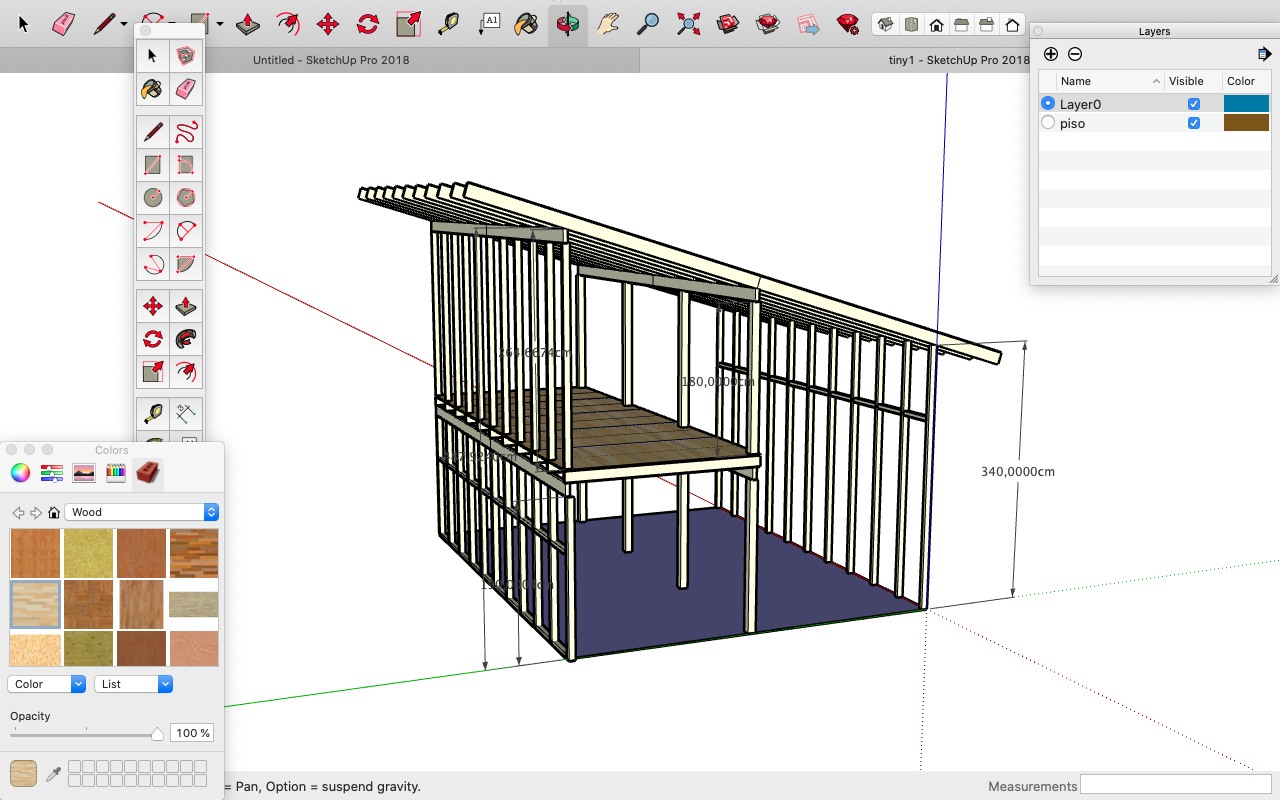 A1
Untitled - SketchUp Pro 2018
tiny1 - SketchUp Pro 2018
Layers
Name
Visible
Color
Layer0
piso
180,0000cm
340,0000cm
Colors
Wood
Color
List
Opacity
100 %
= Pan, Option = suspend gravity.
Measurements